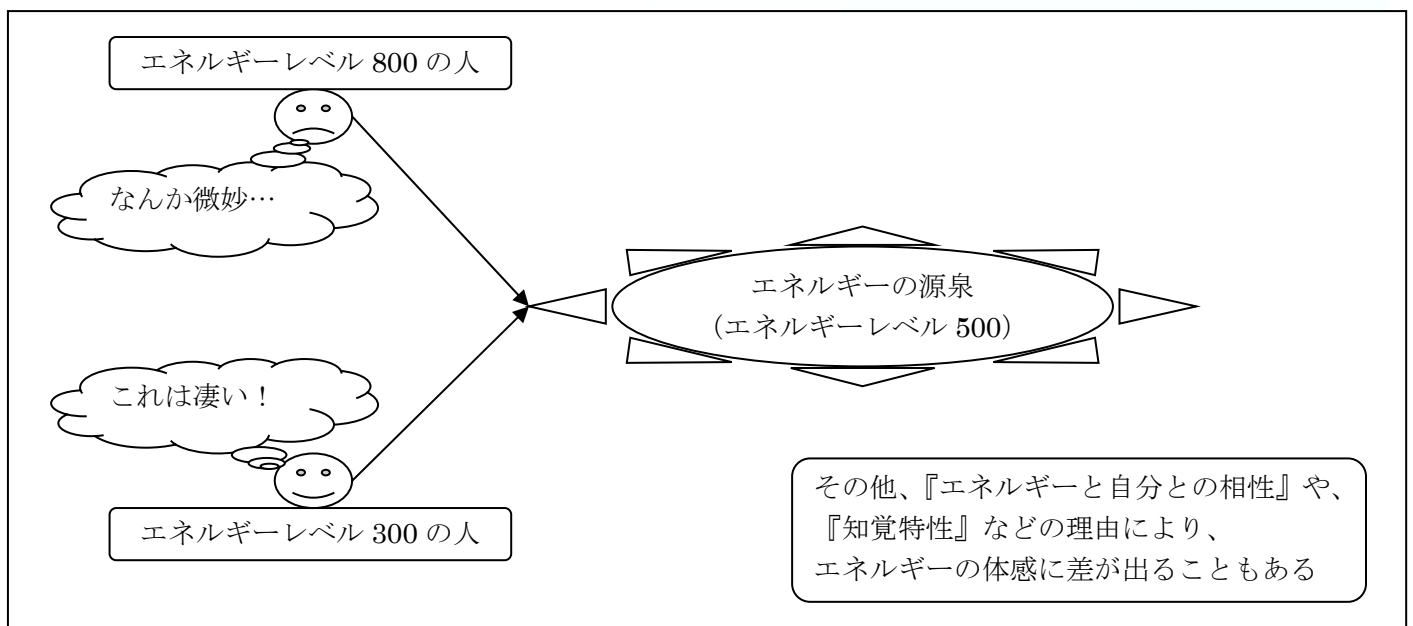 エネルギーレベル 800 の人
なんか微妙…
エネルギーの源泉
（エネルギーレベル 500）
これは凄い！
エネルギーレベル 300 の人
その他、『エネルギーと自分との相性』や、
『知覚特性』などの理由により、
エネルギーの体感に差が出ることもある